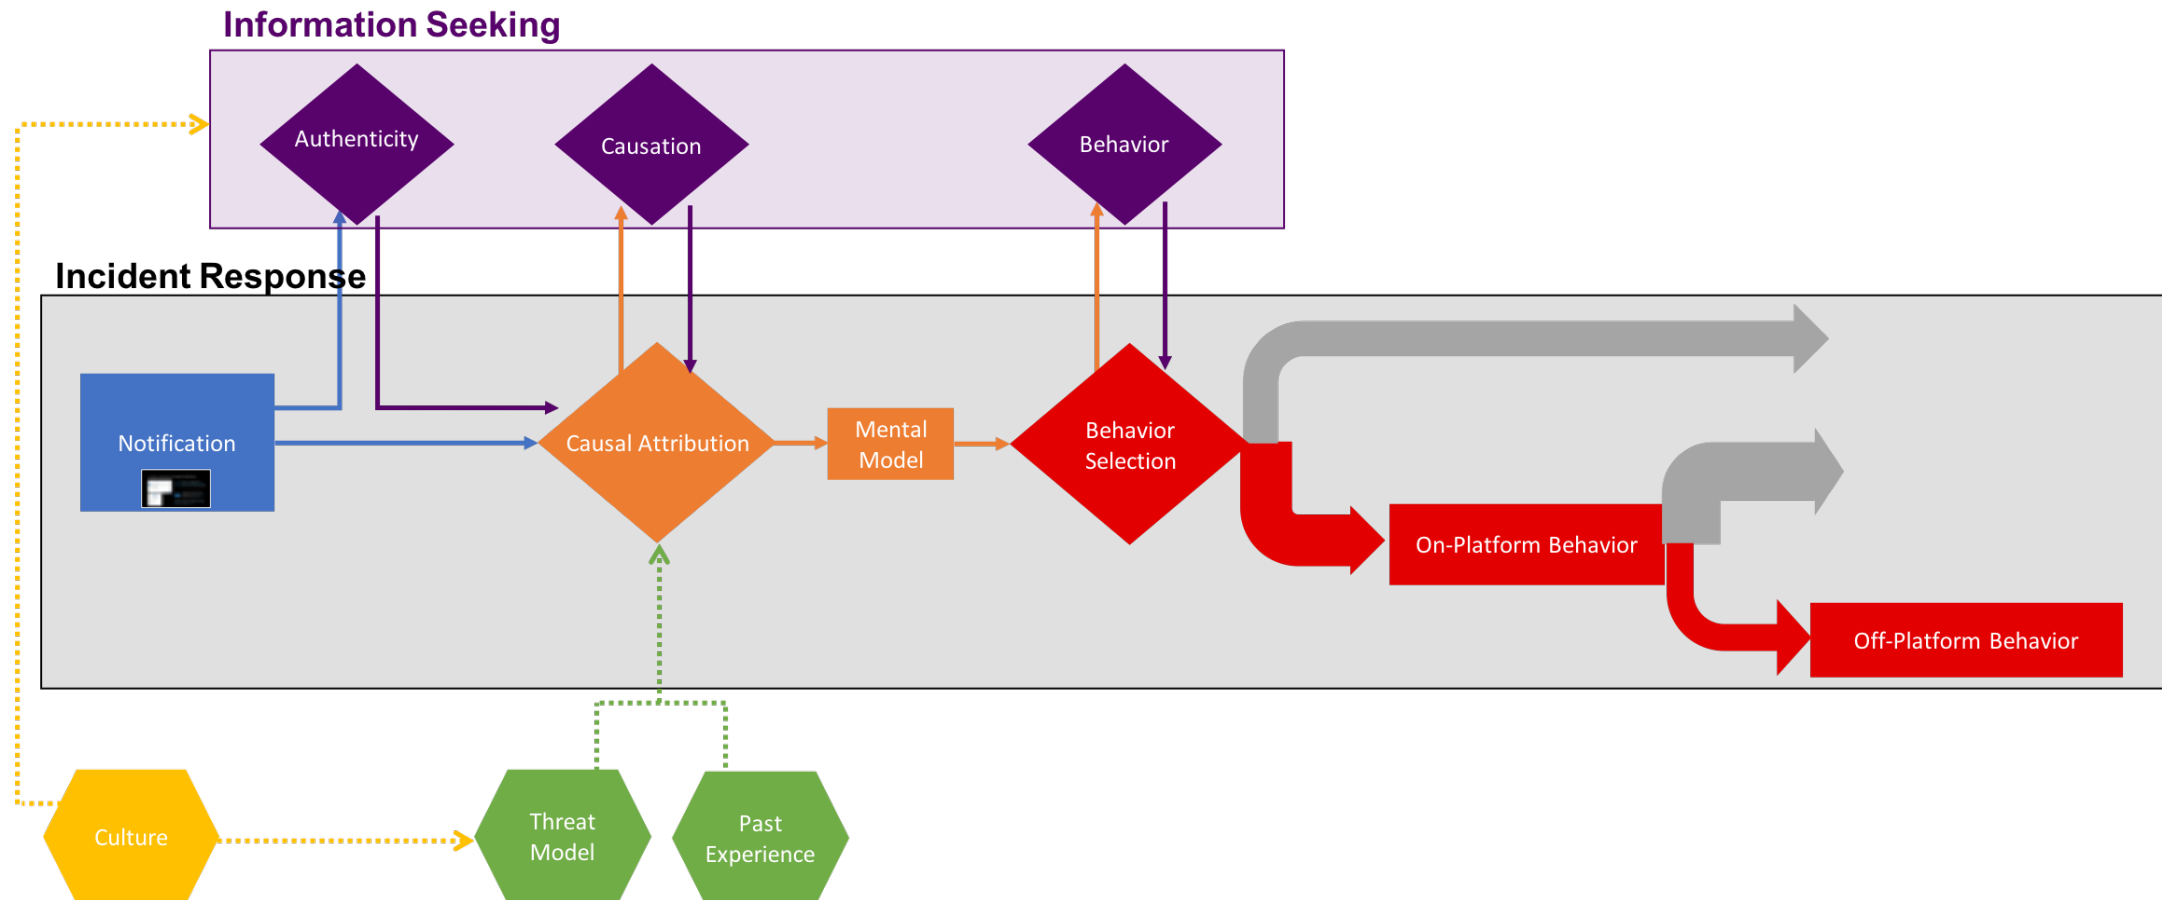 Information Seeking
Authenticity
Causation
Behavior
Incident Response
Notification
Causal Attribution
Mental
Model
Behavior
Selection
On-Platform Behavior
Off-Platform Behavior
Culture
Threat
Model
Past
Experience